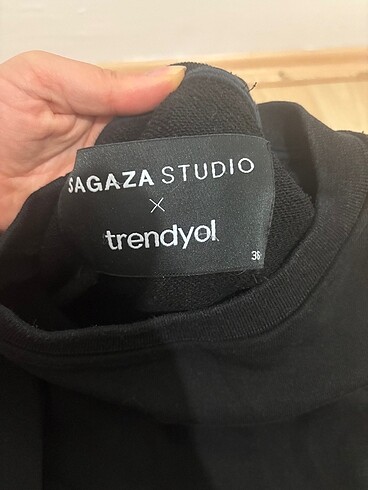 SAGAZA STUDIO
×
trendyol
36